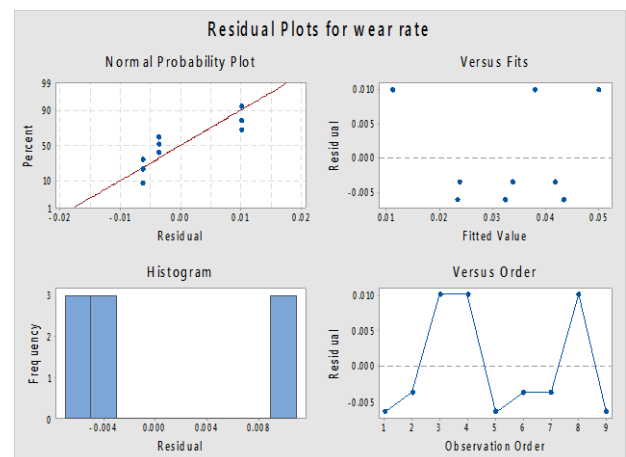 Residual Plots for wear rate
Normal Probability Plot
99
90
50
10
1
Percent
-0.02 -0.01 0.00 0.01 0.02
Residual
Versus Fits
0.010
0.005
0.000
-0.005
Residual
0.01 0.02 0.03 0.04 0.05
Fitted Value
Histogram
3
2
1
0
Frequency
-0.004 0.000 0.004 0.008
Residual
Versus Order
0.010
0.005
0.000
-0.005
Residual
1 2 3 4 5 6 7 8 9
Observation Order